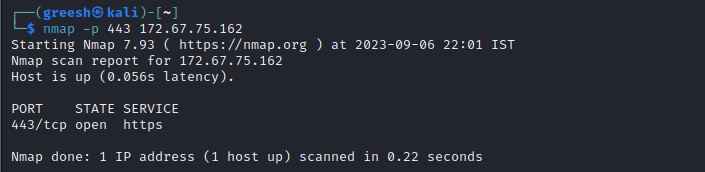 ┌──(greesh㉿kali)-[~]
└─$ nmap -p 443 172.67.75.162
Starting Nmap 7.93 ( https://nmap.org ) at 2023-09-06 22:01 IST
Nmap scan report for 172.67.75.162
Host is up (0.056s latency).

PORT    STATE SERVICE
443/tcp open  https

Nmap done: 1 IP address (1 host up) scanned in 0.22 seconds